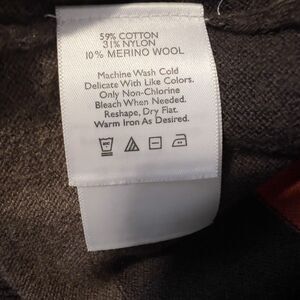 59% COTTON
31% NYLON
10% MERINO WOOL
Machine Wash Cold
Delicate With Like Colors.
Only Non-Chlorine
Bleach When Needed.
Reshape, Dry Flat.
Warm Iron As Desired.